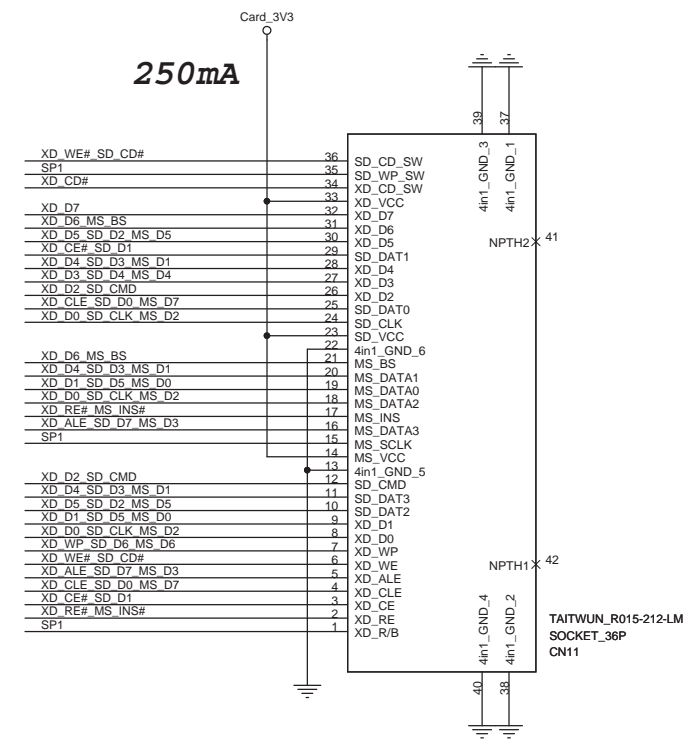 Card_3V3
250mA
39 37
4in1_GND_3 4in1_GND_1
XD_WE#_SD_CD# 36 SD_CD_SW
SP1 35 SD_WP_SW
XD_CD# 34 XD_CD_SW
33 XD_VCC
XD_D7 32 XD_D7
XD_D6_MS_BS 31 XD_D6
XD_D5_SD_D2_MS_D5 30 XD_D5
NPTH2 41
XD_CE#_SD_D1 29 SD_DAT1
XD_D4_SD_D3_MS_D1 28 XD_D4
XD_D3_SD_D4_MS_D4 27 XD_D3
XD_D2_SD_CMD 26 XD_D2
XD_CLE_SD_D0_MS_D7 25 SD_DAT0
XD_D0_SD_CLK_MS_D2 24 SD_CLK
23 SD_VCC
22 4in1_GND_6
XD_D6_MS_BS 21 MS_BS
XD_D4_SD_D3_MS_D1 20 MS_DATA1
XD_D1_SD_D5_MS_D0 19 MS_DATA0
XD_D0_SD_CLK_MS_D2 18 MS_DATA2
XD_RE#_MS_INS# 17 MS_INS
XD_ALE_SD_D7_MS_D3 16 MS_DATA3
SP1 15 MS_SCLK
14 MS_VCC
13 4in1_GND_5
XD_D2_SD_CMD 12 SD_CMD
XD_D4_SD_D3_MS_D1 11 SD_DAT3
XD_D5_SD_D2_MS_D5 10 SD_DAT2
XD_D1_SD_D5_MS_D0 9 XD_D1
XD_D0_SD_CLK_MS_D2 8 XD_D0
XD_WP_SD_D6_MS_D6 7 XD_WP
XD_WE#_SD_CD# 6 XD_WE
NPTH1 42
XD_ALE_SD_D7_MS_D3 5 XD_ALE
XD_CLE_SD_D0_MS_D7 4 XD_CLE
XD_CE#_SD_D1 3 XD_CE
XD_RE#_MS_INS# 2 XD_RE
SP1 1 XD_R/B
4in1_GND_4 4in1_GND_2
40 38
TAITWUN_R015-212-LM
SOCKET_36P
CN11